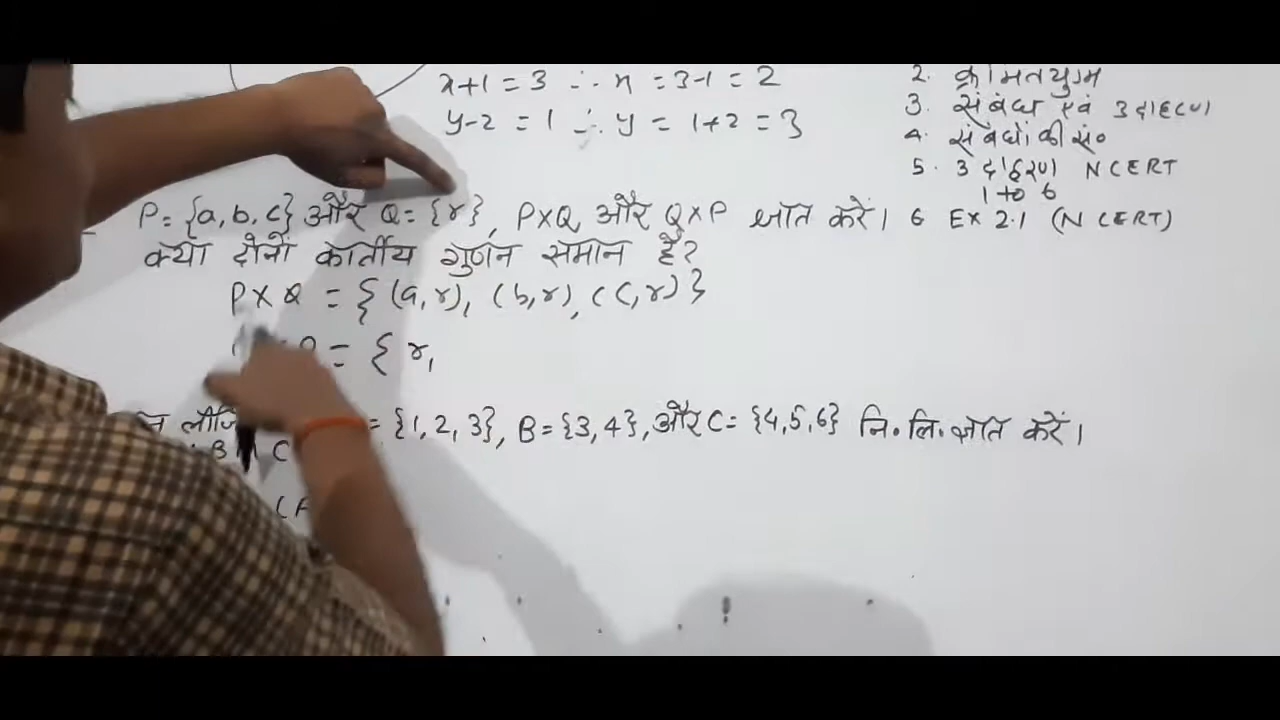 x+1 = 3 ∴ x = 3-1 = 2
y-2 = 1 ∴ y = 1+2 = 3
2. क्रमितयुग्म
3. संबंध एवं उदाहरण
4. संबंधों की सं०
5. उदाहरण NCERT
1 to 6
6 EX 2.1 (NCERT)
P = {a, b, c} और Q = {r}, P×Q और Q×P ज्ञात करें।
क्या दोनों कार्तीय गुणन समान है?
P × Q = {(a, r), (b, r), (c, r)}
= { r,
= {1, 2, 3}, B = {3, 4}, और C = {4, 5, 6} नि. लि. ज्ञात करें।
B ∩ C
(A